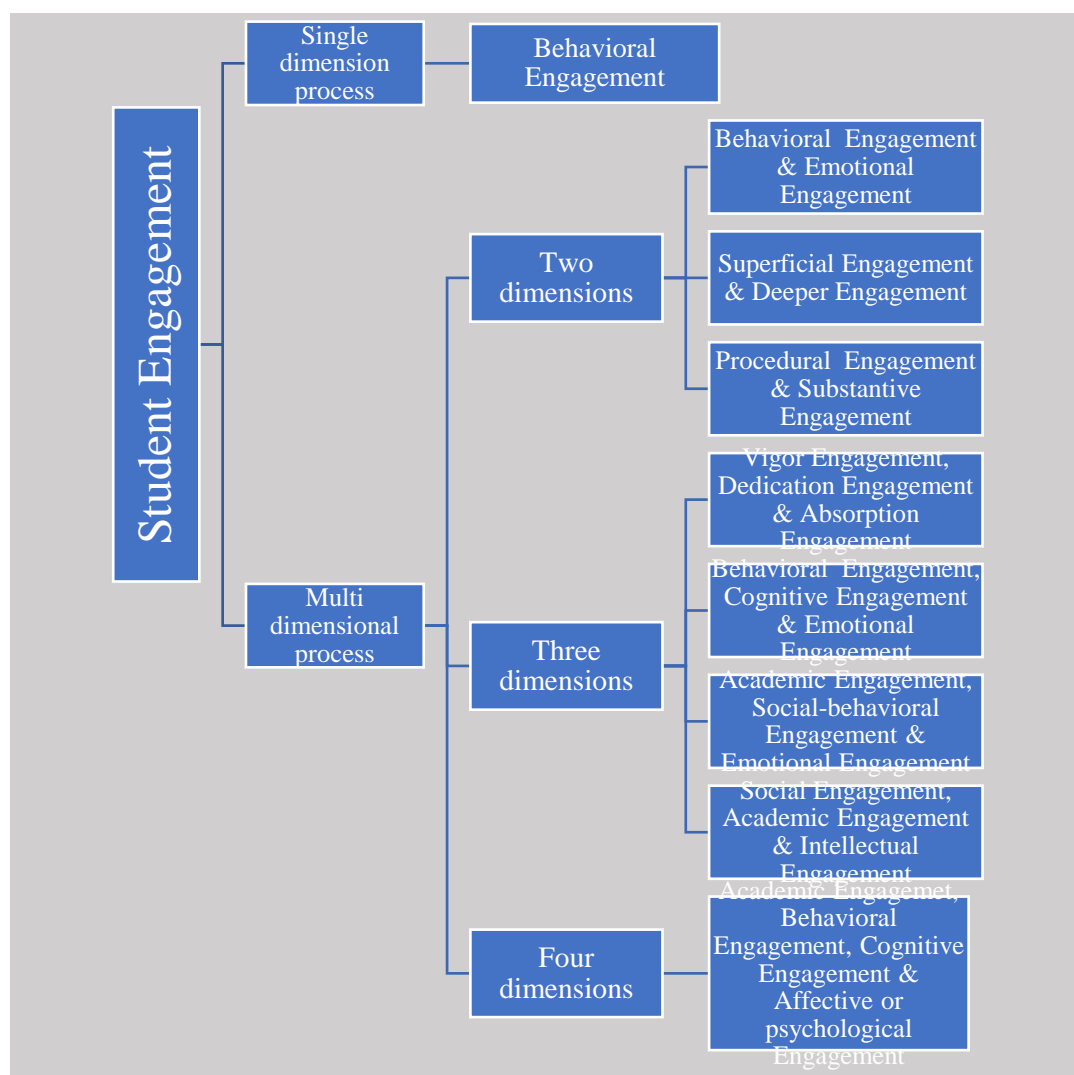 Student Engagement
Single
dimension
process
Behavioral
Engagement
Multi
dimensional
process
Two
dimensions
Behavioral Engagement
& Emotional
Engagement
Superficial Engagement
& Deeper Engagement
Procedural Engagement
& Substantive
Engagement
Three
dimensions
Vigor Engagement,
Dedication Engagement
& Absorption
Engagement
Behavioral Engagement,
Cognitive Engagement
& Emotional
Engagement
Academic Engagement,
Social-behavioral
Engagement &
Emotional Engagement
Social Engagement,
Academic Engagement
& Intellectual
Engagement
Four
dimensions
Academic Engagemet,
Behavioral
Engagement, Cognitive
Engagement &
Affective or
psychological
Engagement